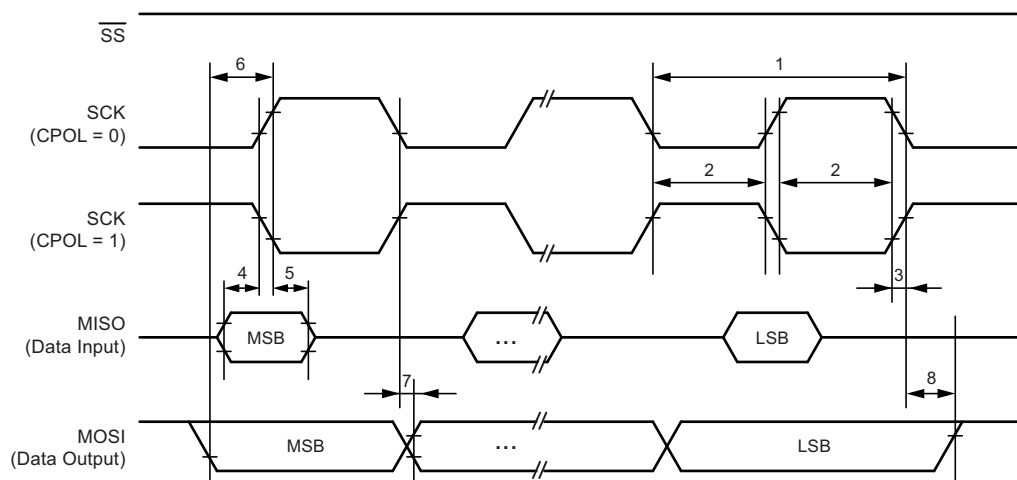 S̅S̅
6
1
SCK
(CPOL = 0)
2
2
SCK
(CPOL = 1)
4
5
3
MISO
(Data Input)
MSB
...
LSB
7
8
MOSI
(Data Output)
MSB
...
LSB